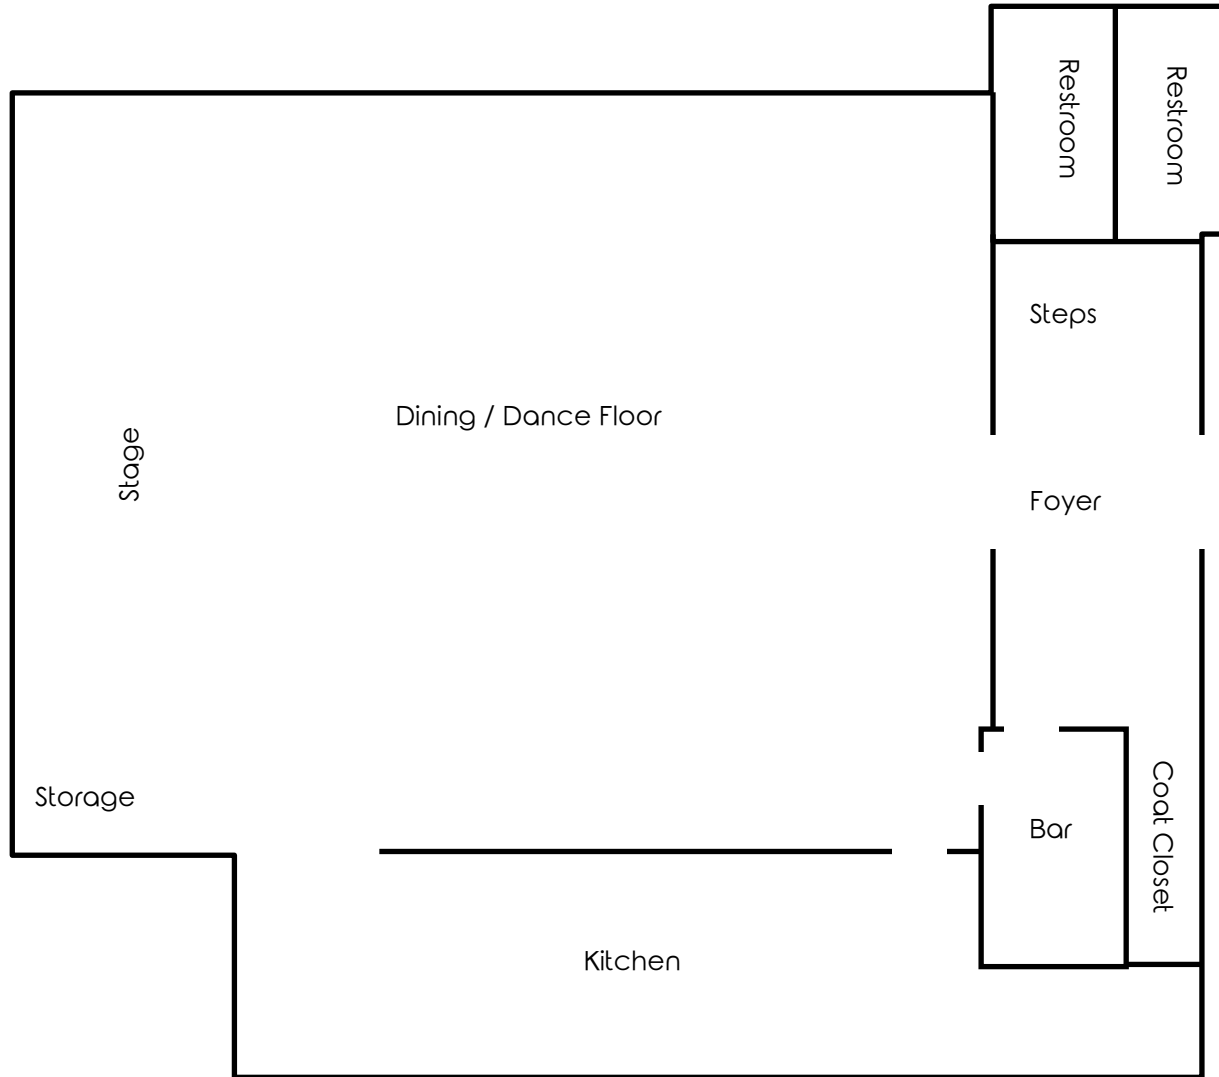 Restroom
Restroom
Steps
Dining / Dance Floor
Stage
Foyer
Storage
Bar
Coat Closet
Kitchen